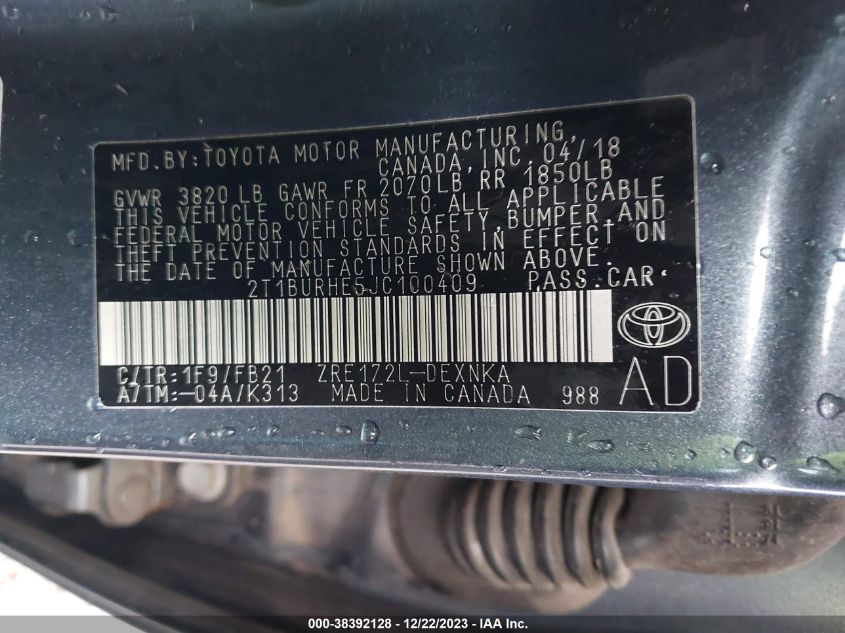 MFD. BY: TOYOTA MOTOR MANUFACTURING,
CANADA, INC. 04/18
GVWR 3820 LB GAWR FR 2070LB RR 1850LB
THIS VEHICLE CONFORMS TO ALL APPLICABLE
FEDERAL MOTOR VEHICLE SAFETY, BUMPER, AND
THEFT PREVENTION STANDARDS IN EFFECT ON
THE DATE OF MANUFACTURE SHOWN ABOVE.
2T1BURHE5JC100409 PASS. CAR
C/TR: 1F9/FB21 ZRE172L-DEXNKA
A/TM: -04A/K313 MADE IN CANADA 988
AD
000-38392128 - 12/22/2023 - IAA Inc.